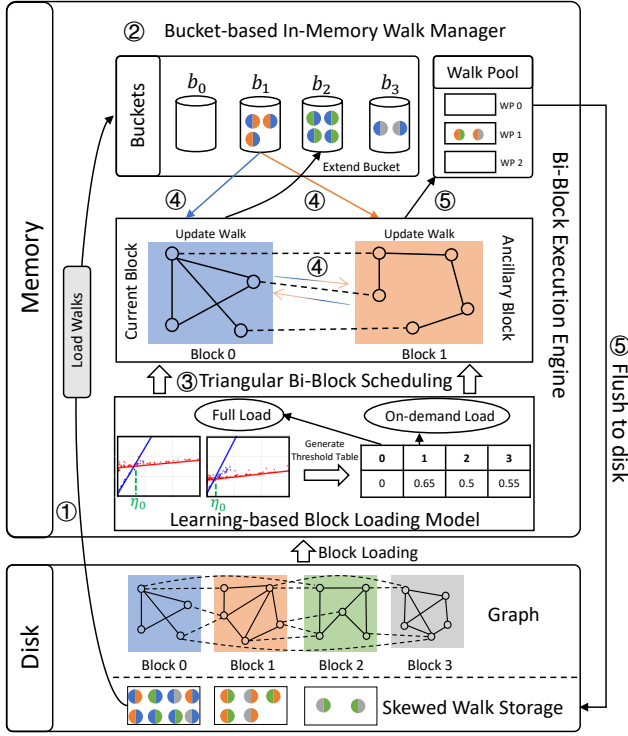 ② Bucket-based In-Memory Walk Manager
Memory
Buckets
b0
b1
b2
b3
Extend Bucket
Walk Pool
WP 0
WP 1
WP 2
Bi-Block Execution Engine
④
④
⑤
Load Walks
Current Block
Update Walk
Update Walk
④
Ancillary Block
Block 0
Block 1
③ Triangular Bi-Block Scheduling
⑤ Flush to disk
Full Load
On-demand Load
η0
η0
Generate
Threshold Table
0 1 2 3
0 0.65 0.5 0.55
Learning-based Block Loading Model
①
Block Loading
Disk
Graph
Block 0
Block 1
Block 2
Block 3
Skewed Walk Storage